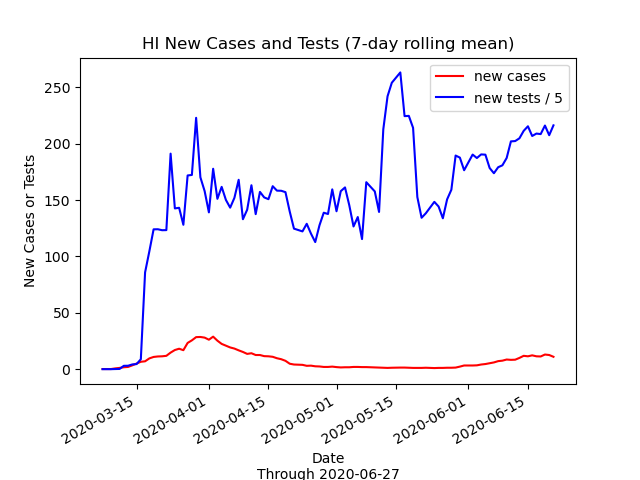 HI New Cases and Tests (7-day rolling mean)
new cases
new tests / 5
250
200
150
100
50
0
New Cases or Tests
2020-03-15
2020-04-01
2020-04-15
2020-05-01
2020-05-15
2020-06-01
2020-06-15
Date
Through 2020-06-27